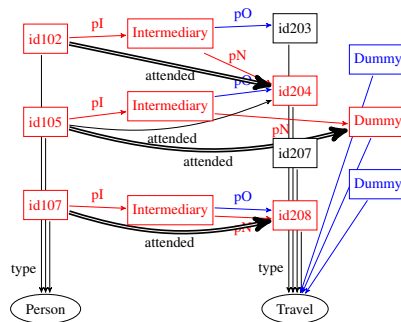 id102 pI Intermediary pO id203
pN
attended
Dummy
pO id204
id105 pI Intermediary
pN Dummy
attended
attended
id207
Dummy
id107 pI Intermediary pO id208
pN
attended
type type
Person Travel